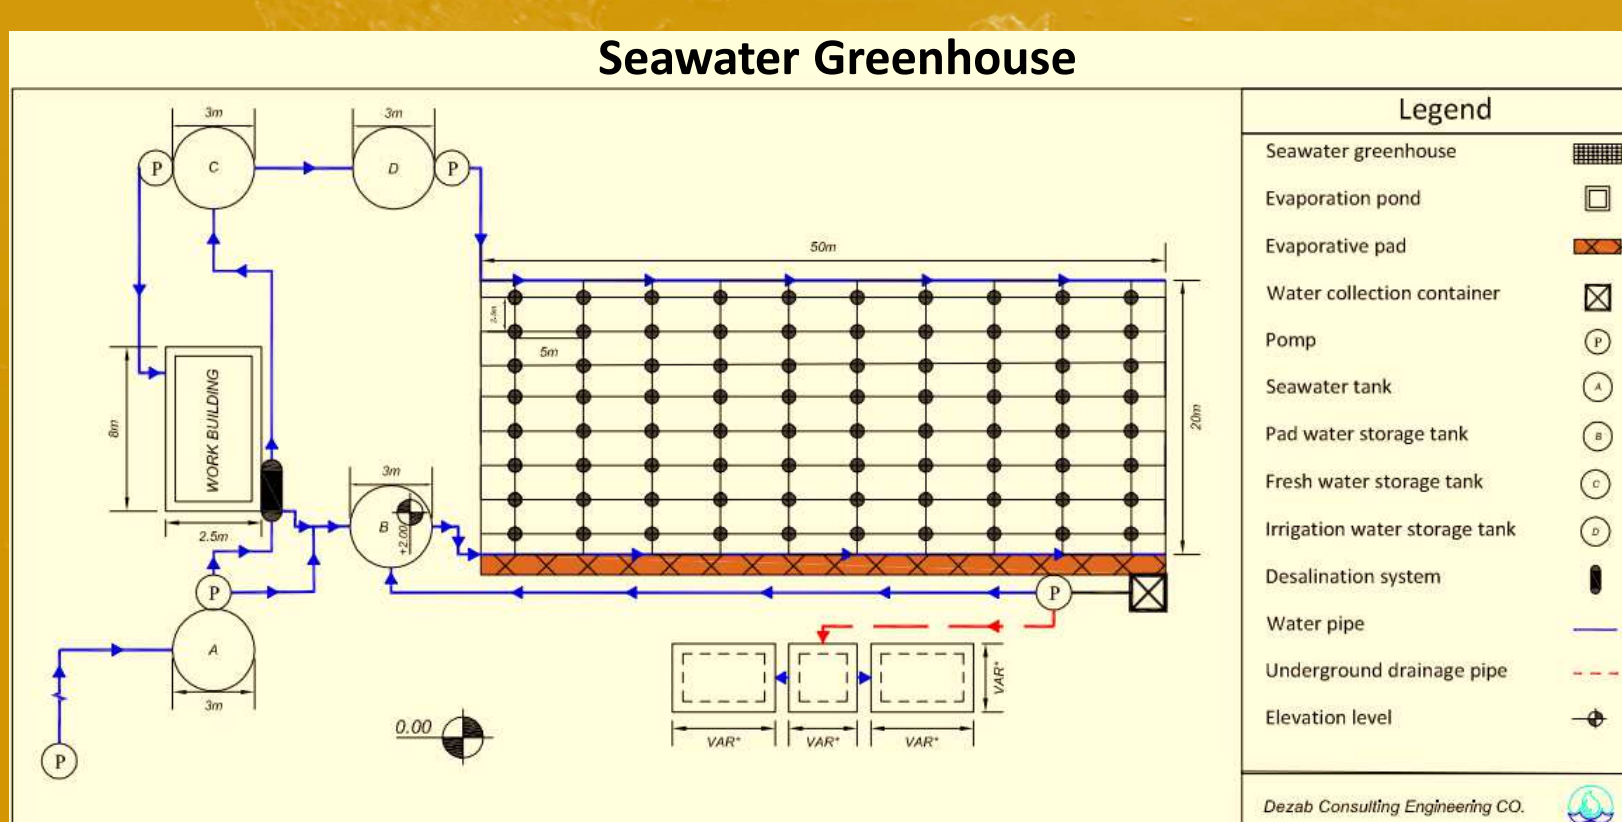 Seawater Greenhouse
3m
3m
P
C
D
P
50m
2.5m
5m
20m
8m
WORK BUILDING
2.5m
3m
B
+2.00
P
A
3m
P
P
0.00
VAR*
VAR*
VAR*
VAR*
Legend
Seawater greenhouse
Evaporation pond
Evaporative pad
Water collection container
Pomp P
Seawater tank A
Pad water storage tank B
Fresh water storage tank C
Irrigation water storage tank D
Desalination system
Water pipe
Underground drainage pipe
Elevation level
Dezab Consulting Engineering CO.